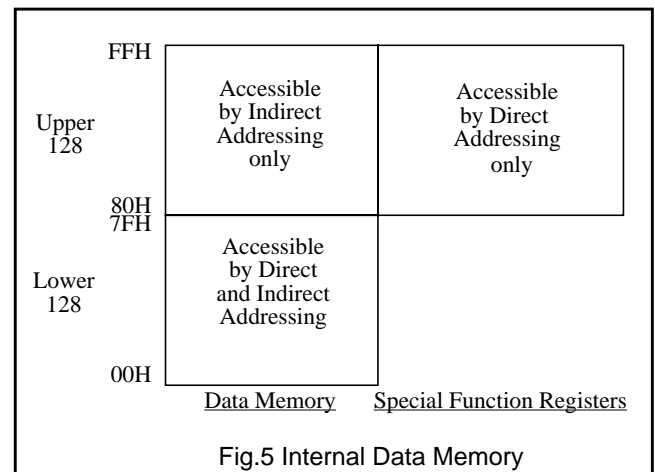 FFH
Upper
128
80H
7FH
Lower
128
00H
Accessible
by Indirect
Addressing
only
Accessible
by Direct
Addressing
only
Accessible
by Direct
and Indirect
Addressing
Data Memory
Special Function Registers
Fig.5 Internal Data Memory